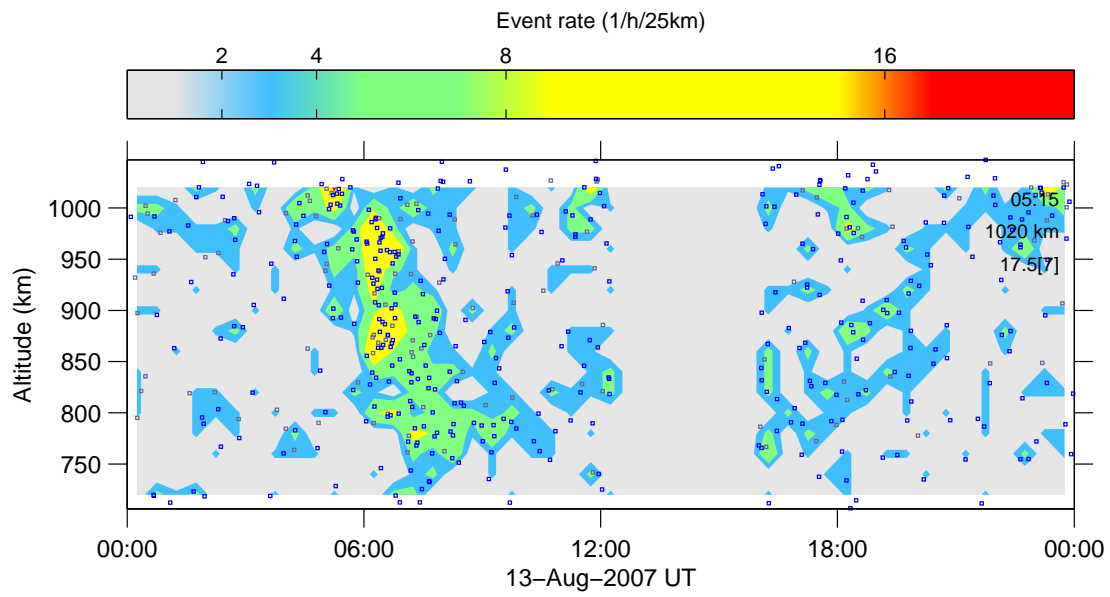 Event rate (1/h/25km)
2 4 8 16
1000
950
900
850
800
750
Altitude (km)
05:15
1020 km
17.5[7]
00:00 06:00 12:00 18:00 00:00
13−Aug−2007 UT